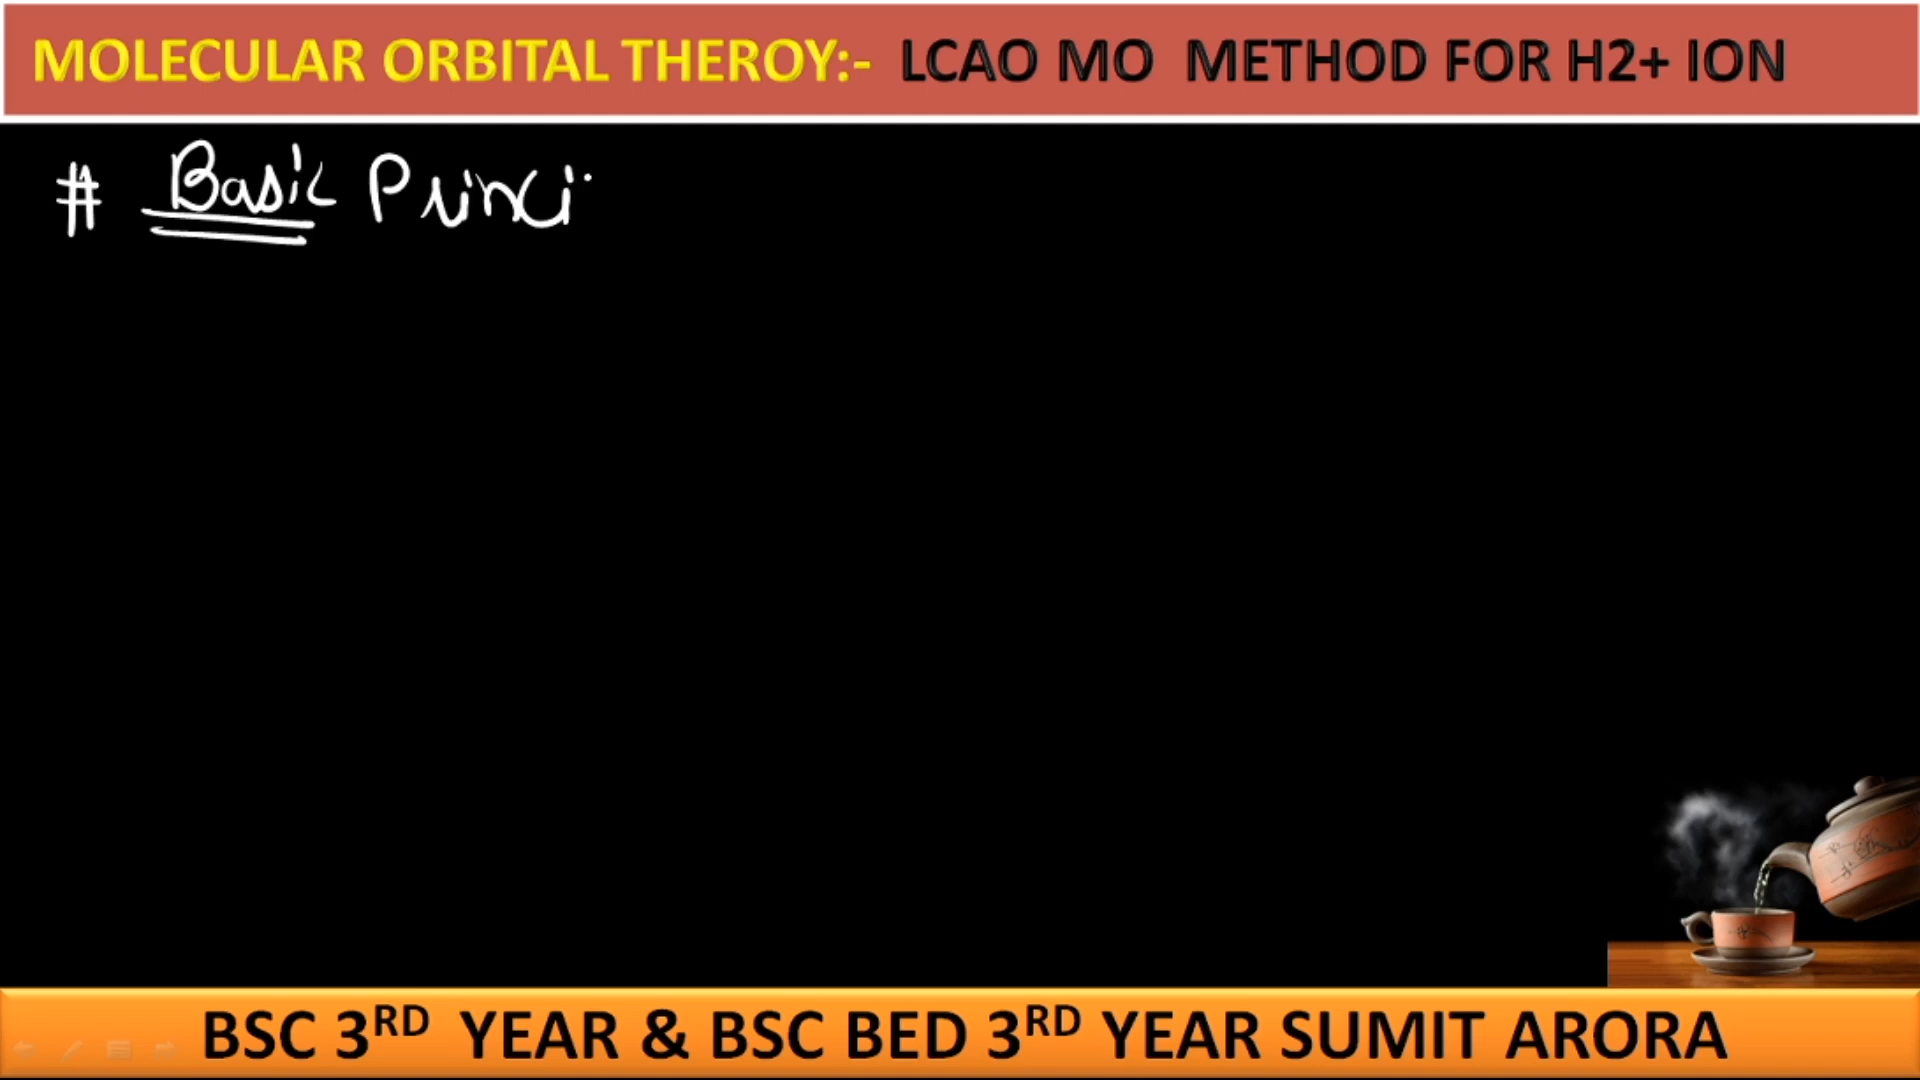 MOLECULAR ORBITAL THEROY:- LCAO MO METHOD FOR H2+ ION
# Basic Princi
BSC 3RD YEAR & BSC BED 3RD YEAR SUMIT ARORA